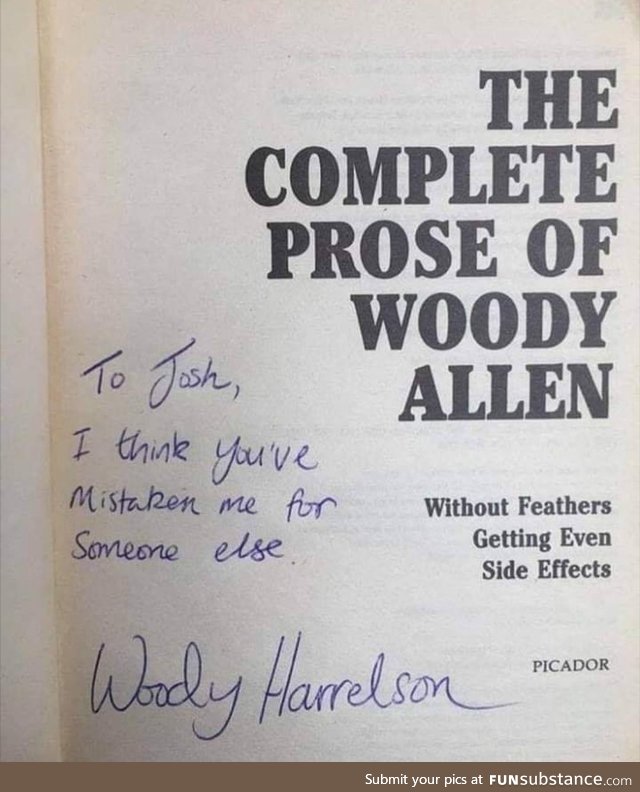 THE
COMPLETE
PROSE OF
WOODY
ALLEN
To Josh,
I think you've
Mistaken me for
Someone else.
Without Feathers
Getting Even
Side Effects
Woody Harrelson
PICADOR
Submit your pics at FUNsubstance.com